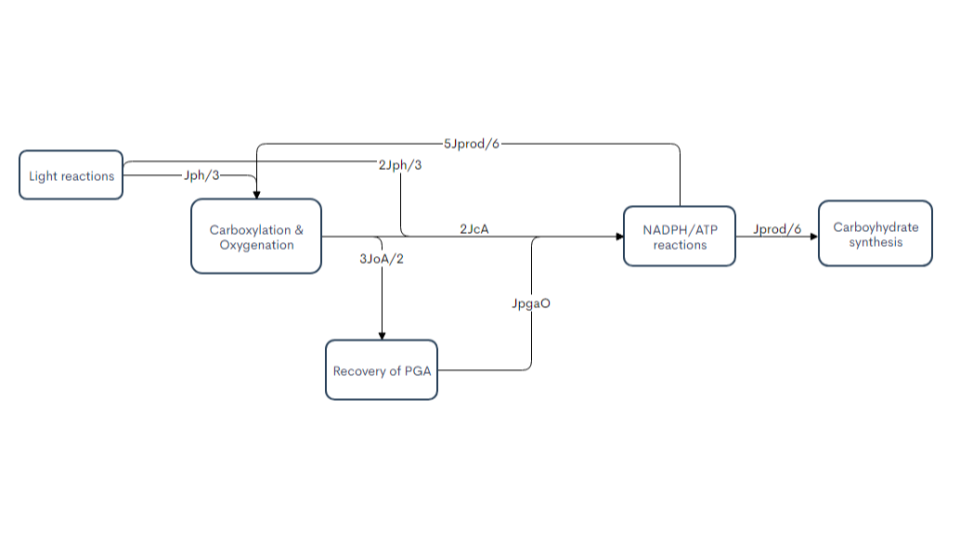 5Jprod/6
2Jph/3
Light reactions
Jph/3
Carboxylation &
Oxygenation
2JcA
NADPH/ATP
reactions
Jprod/6
Carboyhydrate
synthesis
3JoA/2
JpgaO
Recovery of PGA